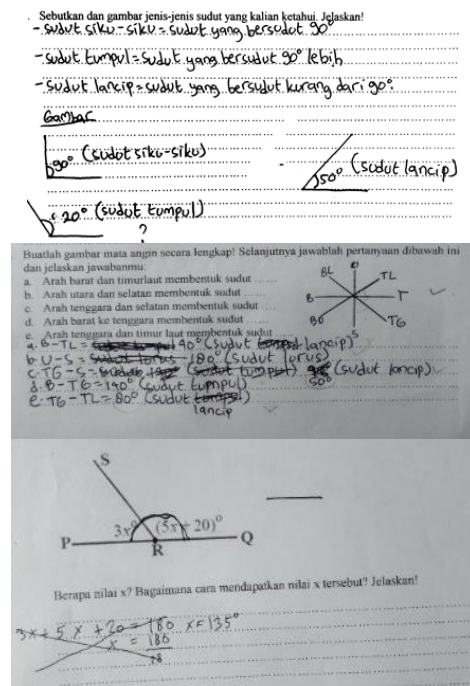 . Sebutkan dan gambar jenis-jenis sudut yang kalian ketahui. Jelaskan!
- sudut siku-siku = sudut yang bersudut 90°
- sudut tumpul = sudut yang bersudut 90° lebih
- sudut lancip = sudut yang bersudut kurang dari 90°.
Gambar
90° (sudut siku-siku)
- 50° (sudut lancip)
120° (sudut tumpul)
?
Buatlah gambar mata angin secara lengkap! Selanjutnya jawablah pertanyaan dibawah ini
dan jelaskan jawabanmu:
a. Arah barat dan timurlaut membentuk sudut ......
b. Arah utara dan selatan membentuk sudut ......
c. Arah tenggara dan selatan membentuk sudut ....
d. Arah barat ke tenggara membentuk sudut ......
e. Arah tenggara dan timur laut membentuk sudut ....
BL TL
B T
BD TG
S
a. B-TL = 40° (sudut lancip)
b. U-S = 180° (sudut lurus)
c. TG-S = 50° (sudut lancip)
d. B-TG = 140° (sudut tumpul)
e. TG-TL = 80° (sudut lancip)
S
3x° (5x + 20)°
P R Q
Berapa nilai x? Bagaimana cara mendapatkan nilai x tersebut? Jelaskan!
3x + 5x + 20 = 180 x = 135°
x = 180